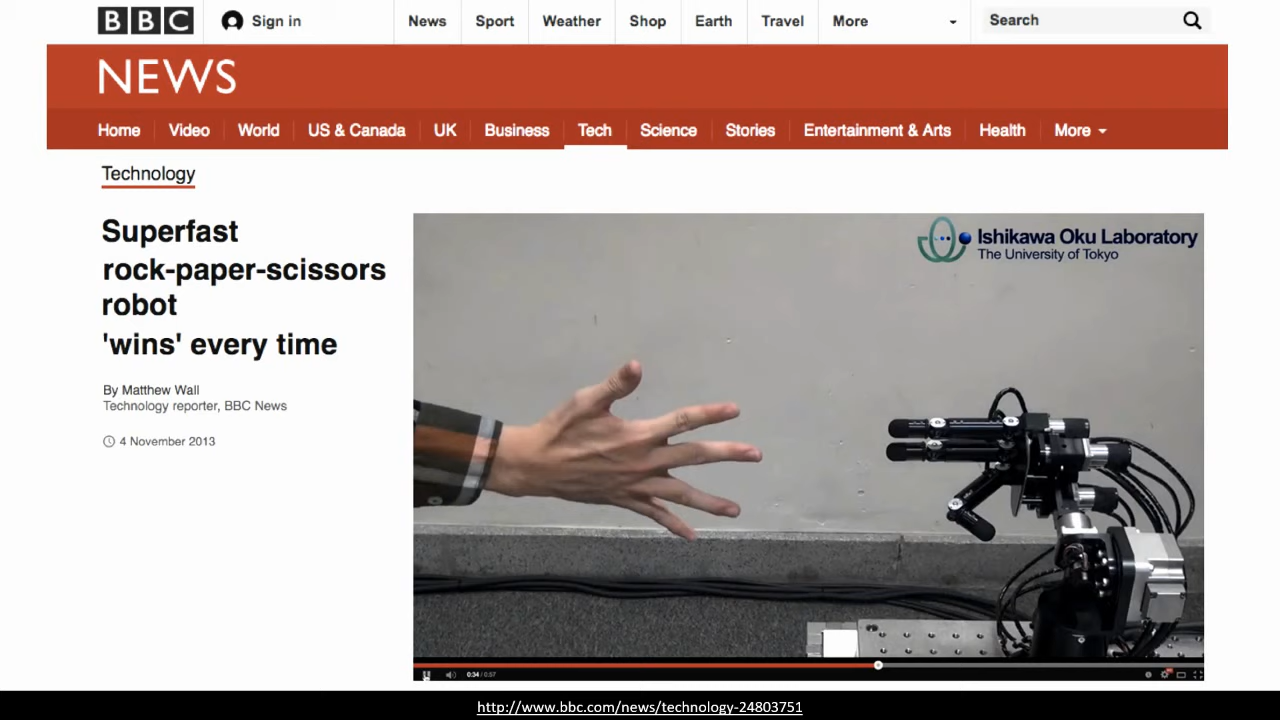 BBC
Sign in
News
Sport
Weather
Shop
Earth
Travel
More
Search
NEWS
Home
Video
World
US & Canada
UK
Business
Tech
Science
Stories
Entertainment & Arts
Health
More
Technology
Superfast
rock-paper-scissors
robot
'wins' every time
By Matthew Wall
Technology reporter, BBC News
4 November 2013
Ishikawa Oku Laboratory
The University of Tokyo
0:34 / 0:57
http://www.bbc.com/news/technology-24803751